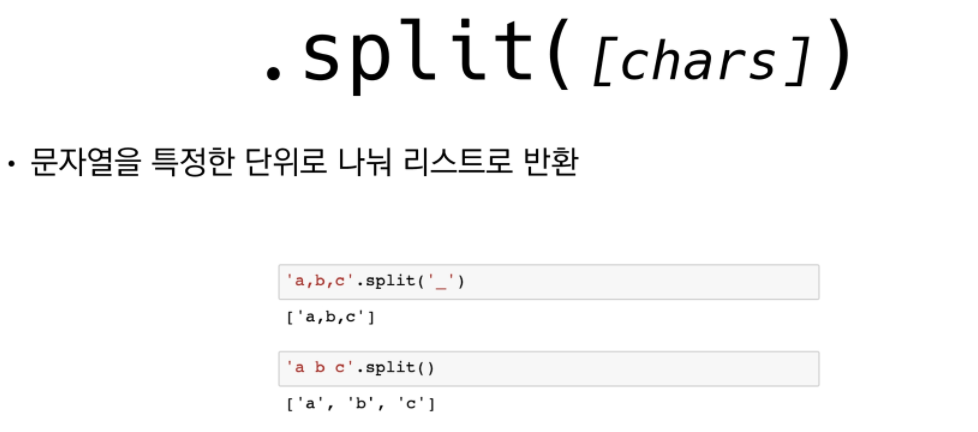 .split([chars])
• 문자열을 특정한 단위로 나눠 리스트로 반환
'a,b,c'.split('_')
['a,b,c']
'a b c'.split()
['a', 'b', 'c']